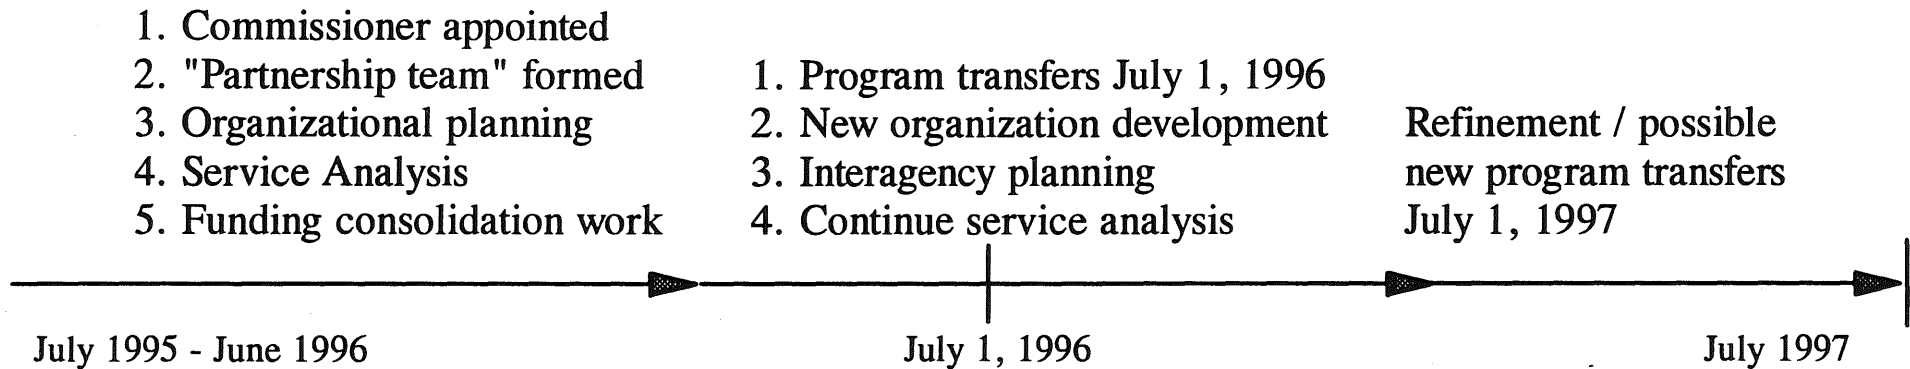 1. Commissioner appointed
2. "Partnership team" formed
3. Organizational planning
4. Service Analysis
5. Funding consolidation work
1. Program transfers July 1, 1996
2. New organization development
3. Interagency planning
4. Continue service analysis
Refinement / possible
new program transfers
July 1, 1997
July 1995 - June 1996
July 1, 1996
July 1997